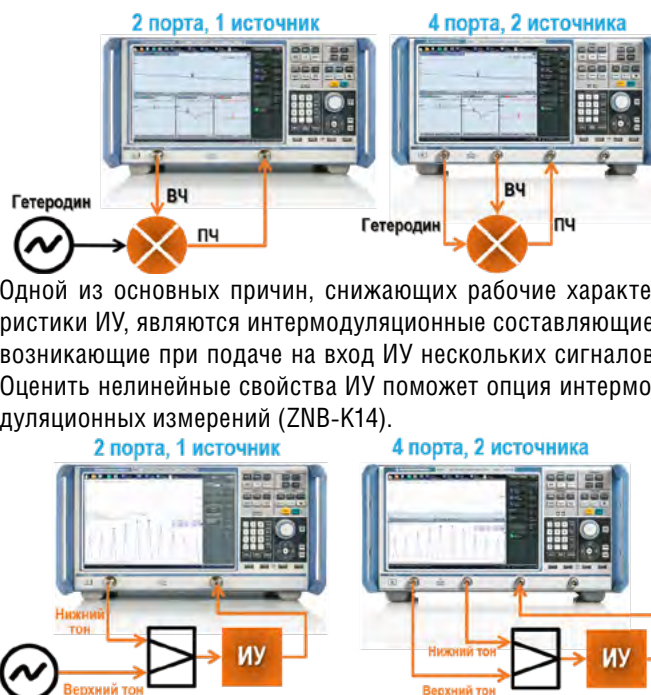 2 порта, 1 источник
4 порта, 2 источника
ВЧ
Гетеродин
ПЧ
ВЧ
Гетеродин
ПЧ
Одной из основных причин, снижающих рабочие характе
ристики ИУ, являются интермодуляционные составляющие
возникающие при подаче на вход ИУ нескольких сигналов
Оценить нелинейные свойства ИУ поможет опция интермо
дуляционных измерений (ZNB-K14).
2 порта, 1 источник
4 порта, 2 источника
Нижний
тон
ИУ
Верхний тон
Нижний тон
ИУ
Верхний тон